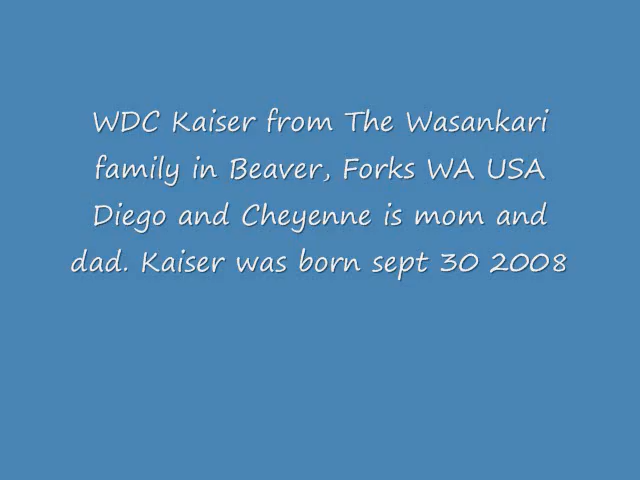 WDC Kaiser from The Wasankari
family in Beaver, Forks WA USA
Diego and Cheyenne is mom and
dad. Kaiser was born sept 30 2008